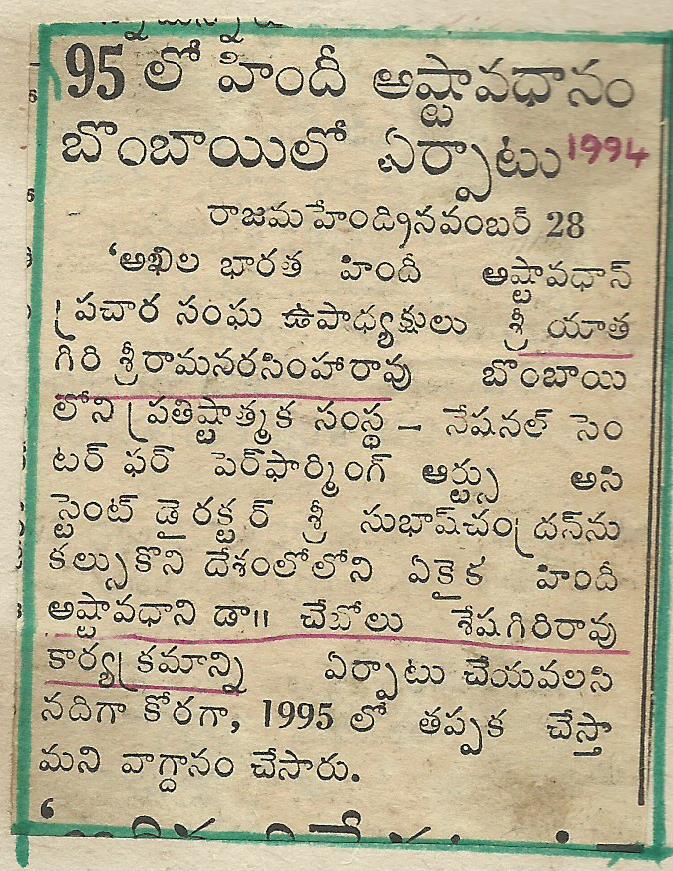 95 లో హిందీ అష్టావధానం
బొంబాయిలో ఏర్పాటు 1994
రాజమహేంద్రి నవంబర్ 28
‘అఖిల భారత హిందీ అష్టావధాన్
ప్రచార సంఘ ఉపాధ్యక్షులు శ్రీ యాత
గిరి శ్రీరామనరసింహారావు బొంబాయి
లోని ప్రతిష్టాత్మక సంస్థ – నేషనల్ సెం
టర్ ఫర్ పెర్‌ఫార్మింగ్ ఆర్ట్సు అసి
స్టెంట్ డైరక్టర్ శ్రీ సుభాష్‌చంద్రన్‌ను
కల్సుకొని దేశంలోలోని ఏకైక హిందీ
అష్టావధాని డా॥ చేబోలు శేషగిరిరావు
కార్యక్రమాన్ని ఏర్పాటు చేయవలసి
నదిగా కోరగా, 1995 లో తప్పక చేస్తా
మని వాగ్దానం చేసారు.